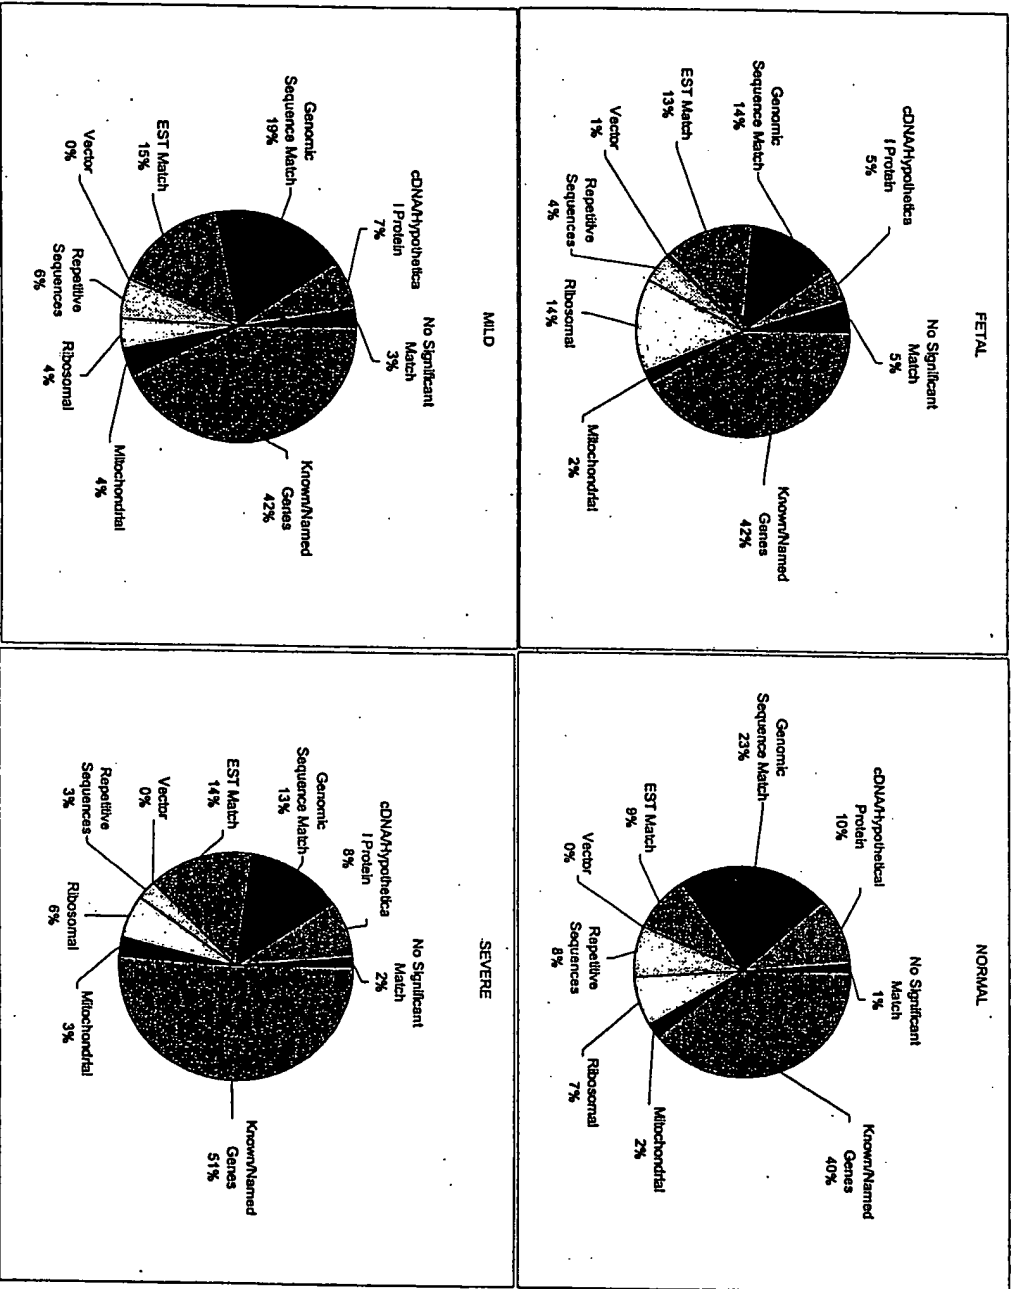 FETAL
No Significant
Match
5%
cDNA/Hypothetica
l Protein
5%
Genomic
Sequence Match
14%
EST Match
13%
Vector
1%
Repetitive
Sequences
4%
Ribosomal
14%
Mitochondrial
2%
Known/Named
Genes
42%
NORMAL
No Significant
Match
1%
cDNA/Hypothetical
Protein
10%
Genomic
Sequence Match
23%
EST Match
9%
Vector
0%
Repetitive
Sequences
8%
Ribosomal
7%
Mitochondrial
2%
Known/Named
Genes
40%
MILD
No Significant
Match
3%
cDNA/Hypothetica
l Protein
7%
Genomic
Sequence Match
19%
EST Match
15%
Vector
0%
Repetitive
Sequences
6%
Ribosomal
4%
Mitochondrial
4%
Known/Named
Genes
42%
SEVERE
No Significant
Match
2%
cDNA/Hypothetica
l Protein
8%
Genomic
Sequence Match
13%
EST Match
14%
Vector
0%
Repetitive
Sequences
3%
Ribosomal
6%
Mitochondrial
3%
Known/Named
Genes
51%